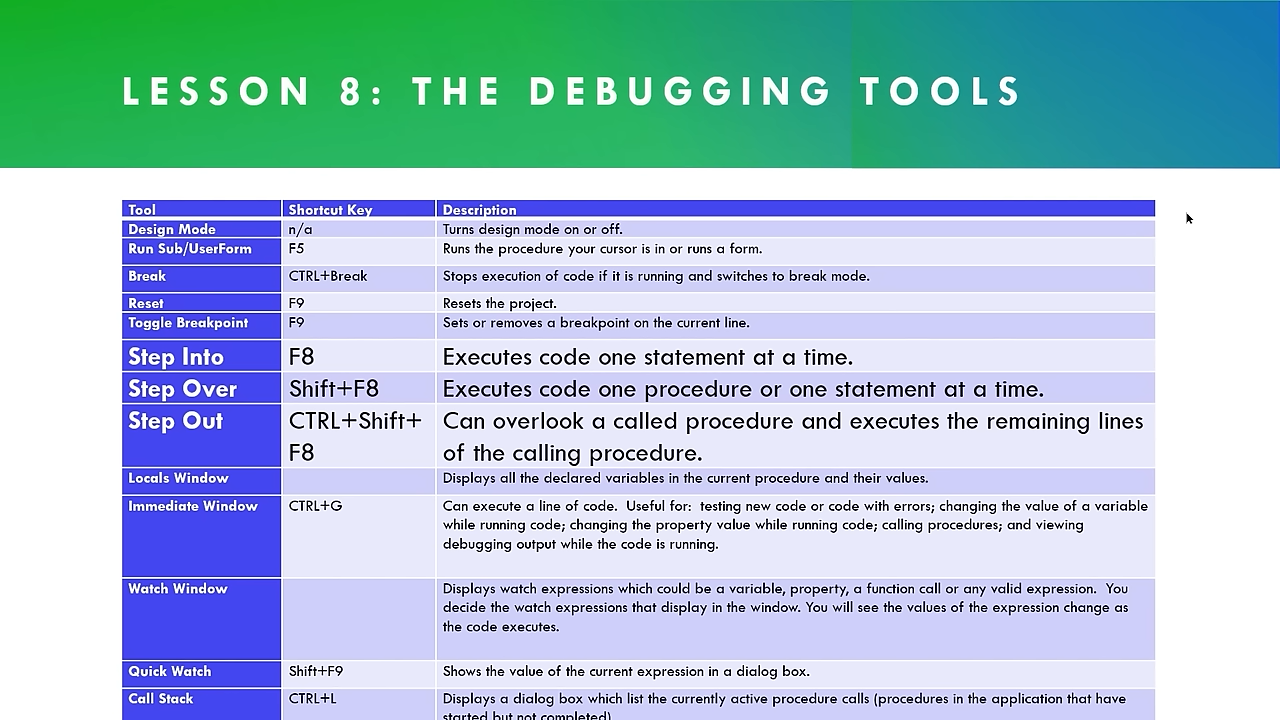 LESSON 8: THE DEBUGGING TOOLS
Tool Shortcut Key Description
Design Mode n/a Turns design mode on or off.
Run Sub/UserForm F5 Runs the procedure your cursor is in or runs a form.
Break CTRL+Break Stops execution of code if it is running and switches to break mode.
Reset F9 Resets the project.
Toggle Breakpoint F9 Sets or removes a breakpoint on the current line.
Step Into F8 Executes code one statement at a time.
Step Over Shift+F8 Executes code one procedure or one statement at a time.
Step Out CTRL+Shift+ Can overlook a called procedure and executes the remaining lines
F8 of the calling procedure.
Locals Window Displays all the declared variables in the current procedure and their values.
Immediate Window CTRL+G Can execute a line of code.  Useful for:  testing new code or code with errors; changing the value of a variable
while running code; changing the property value while running code; calling procedures; and viewing
debugging output while the code is running.
Watch Window Displays watch expressions which could be a variable, property, a function call or any valid expression.  You
decide the watch expressions that display in the window. You will see the values of the expression change as
the code executes.
Quick Watch Shift+F9 Shows the value of the current expression in a dialog box.
Call Stack CTRL+L Displays a dialog box which list the currently active procedure calls (procedures in the application that have
started but not completed)